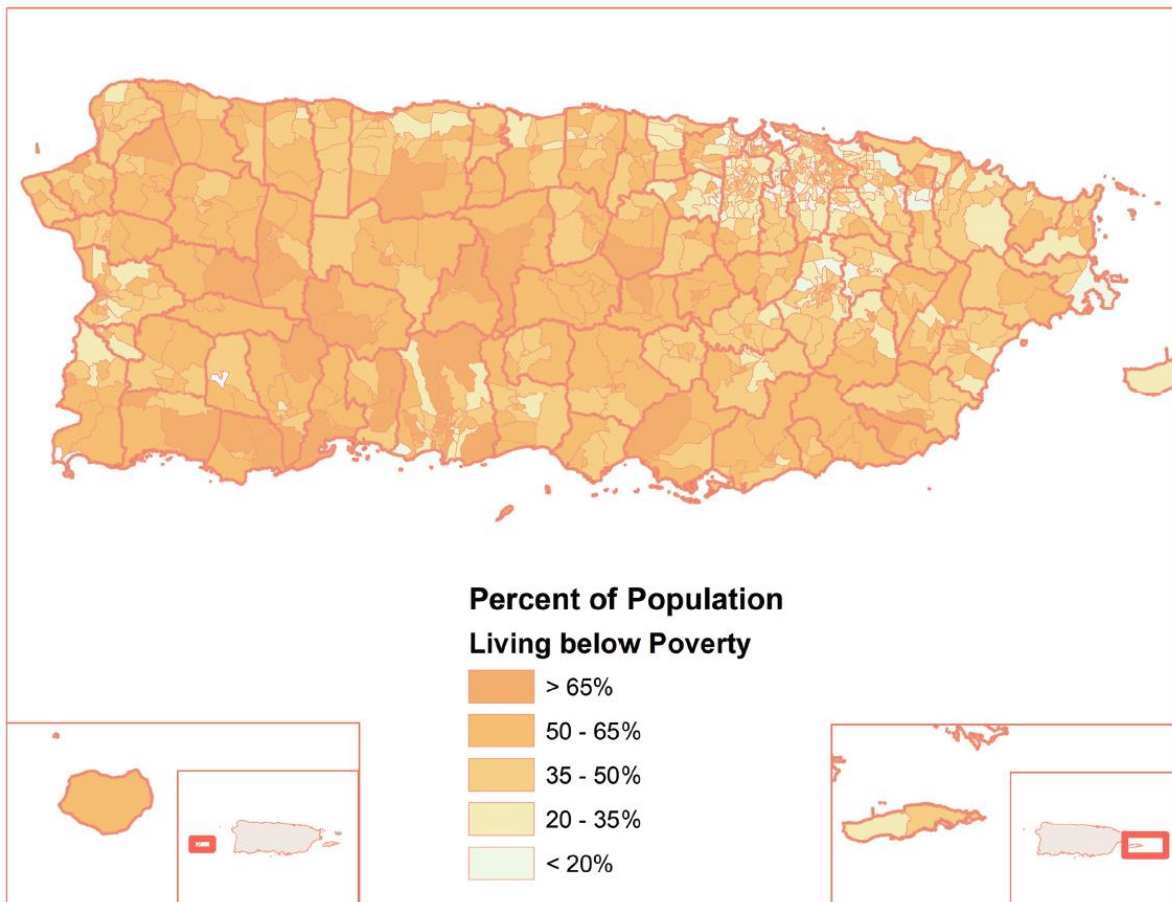 Percent of Population
Living below Poverty
> 65%
50 - 65%
35 - 50%
20 - 35%
< 20%